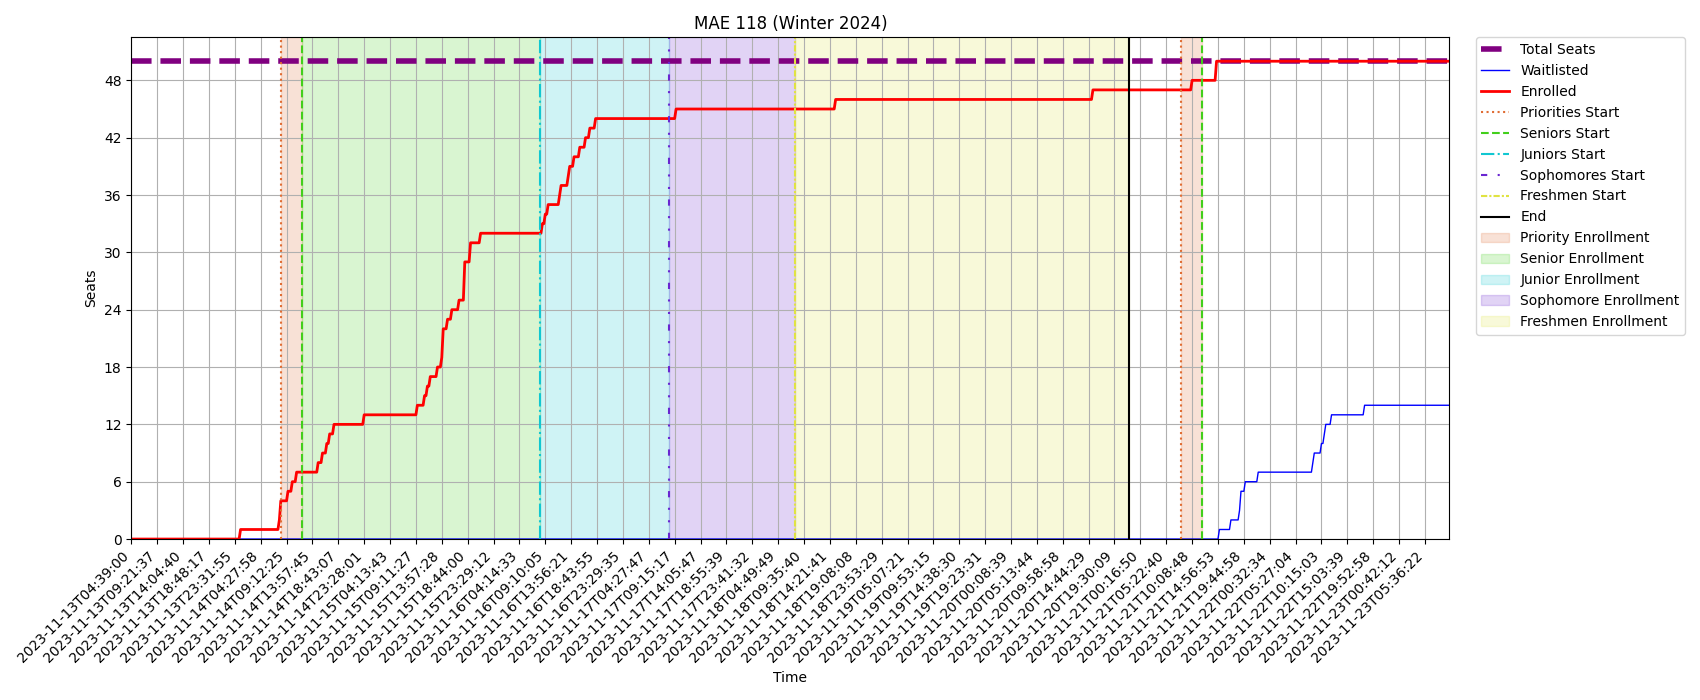 MAE 118 (Winter 2024)
Seats
48
42
36
30
24
18
12
6
0
2023-11-13T04:39:00
2023-11-13T09:21:37
2023-11-13T14:04:40
2023-11-13T18:48:17
2023-11-13T23:31:55
2023-11-14T04:27:58
2023-11-14T09:12:25
2023-11-14T13:57:45
2023-11-14T18:43:07
2023-11-14T23:28:01
2023-11-15T04:13:43
2023-11-15T09:11:27
2023-11-15T13:57:28
2023-11-15T18:44:00
2023-11-15T23:29:12
2023-11-16T04:14:33
2023-11-16T09:10:05
2023-11-16T13:56:21
2023-11-16T18:43:55
2023-11-16T23:29:35
2023-11-17T04:27:47
2023-11-17T09:15:17
2023-11-17T14:05:47
2023-11-17T18:55:39
2023-11-17T23:41:32
2023-11-18T04:49:49
2023-11-18T09:35:40
2023-11-18T14:21:41
2023-11-18T19:08:08
2023-11-18T23:53:29
2023-11-19T05:07:21
2023-11-19T09:53:15
2023-11-19T14:38:30
2023-11-19T19:23:31
2023-11-20T00:08:39
2023-11-20T05:13:44
2023-11-20T09:58:58
2023-11-20T14:44:29
2023-11-20T19:30:09
2023-11-21T00:16:50
2023-11-21T05:22:40
2023-11-21T10:08:48
2023-11-21T14:56:53
2023-11-21T19:44:58
2023-11-22T00:32:34
2023-11-22T05:27:04
2023-11-22T10:15:03
2023-11-22T15:03:39
2023-11-22T19:52:58
2023-11-23T00:42:12
2023-11-23T05:36:22
Time
Total Seats
Waitlisted
Enrolled
Priorities Start
Seniors Start
Juniors Start
Sophomores Start
Freshmen Start
End
Priority Enrollment
Senior Enrollment
Junior Enrollment
Sophomore Enrollment
Freshmen Enrollment